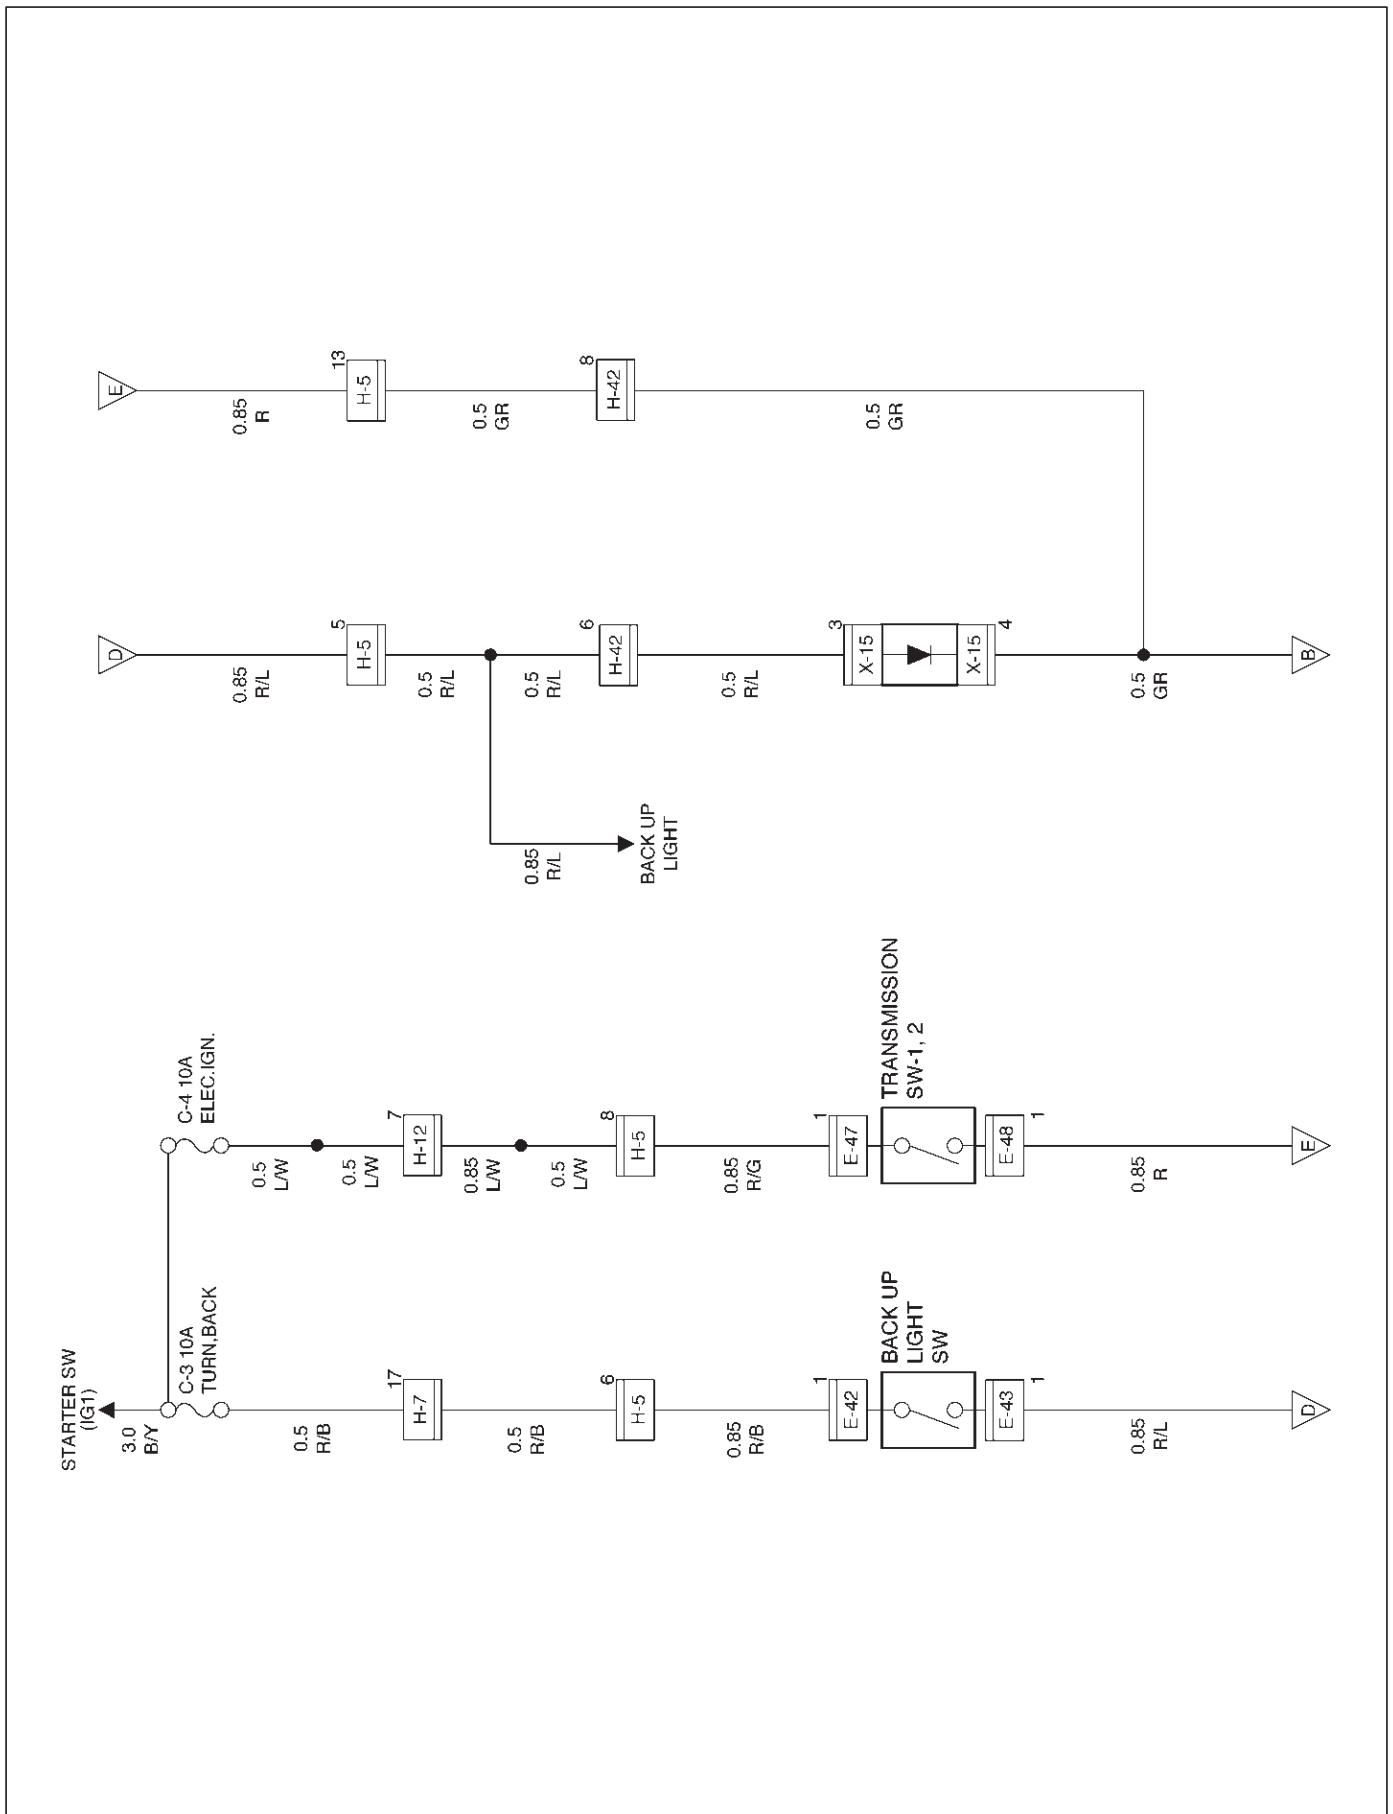 STARTER SW
(IG1)
3.0
B/Y
C-3 10A
TURN,BACK
0.5
R/B
17
H-7
0.5
R/B
6
H-5
0.85
R/B
1
E-42
BACK UP
LIGHT
SW
E-43
1
0.85
R/L
D
C-4 10A
ELEC.IGN.
0.5
L/W
0.5
L/W
7
H-12
0.85
L/W
0.5
L/W
8
H-5
0.85
R/G
1
E-47
TRANSMISSION
SW-1, 2
E-48
1
0.85
R
E
D
0.85
R/L
5
H-5
0.5
R/L
0.85
R/L
BACK UP
LIGHT
0.5
R/L
6
H-42
0.5
R/L
3
X-15
X-15
4
0.5
GR
B
E
0.85
R
13
H-5
0.5
GR
8
H-42
0.5
GR